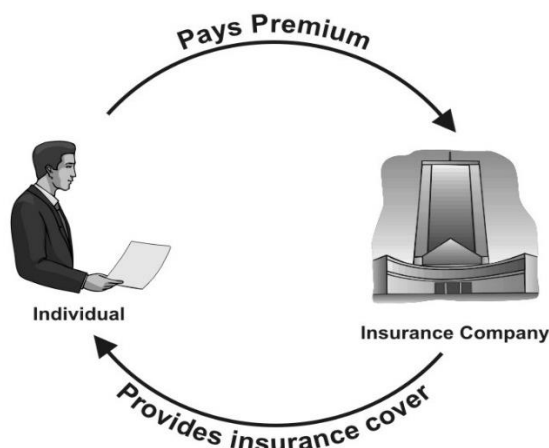 Pays Premium
Individual
Insurance Company
Provides insurance cover